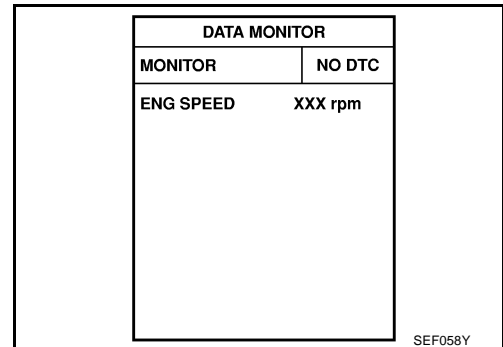 DATA MONITOR
MONITOR NO DTC
ENG SPEED XXX rpm
SEF058Y